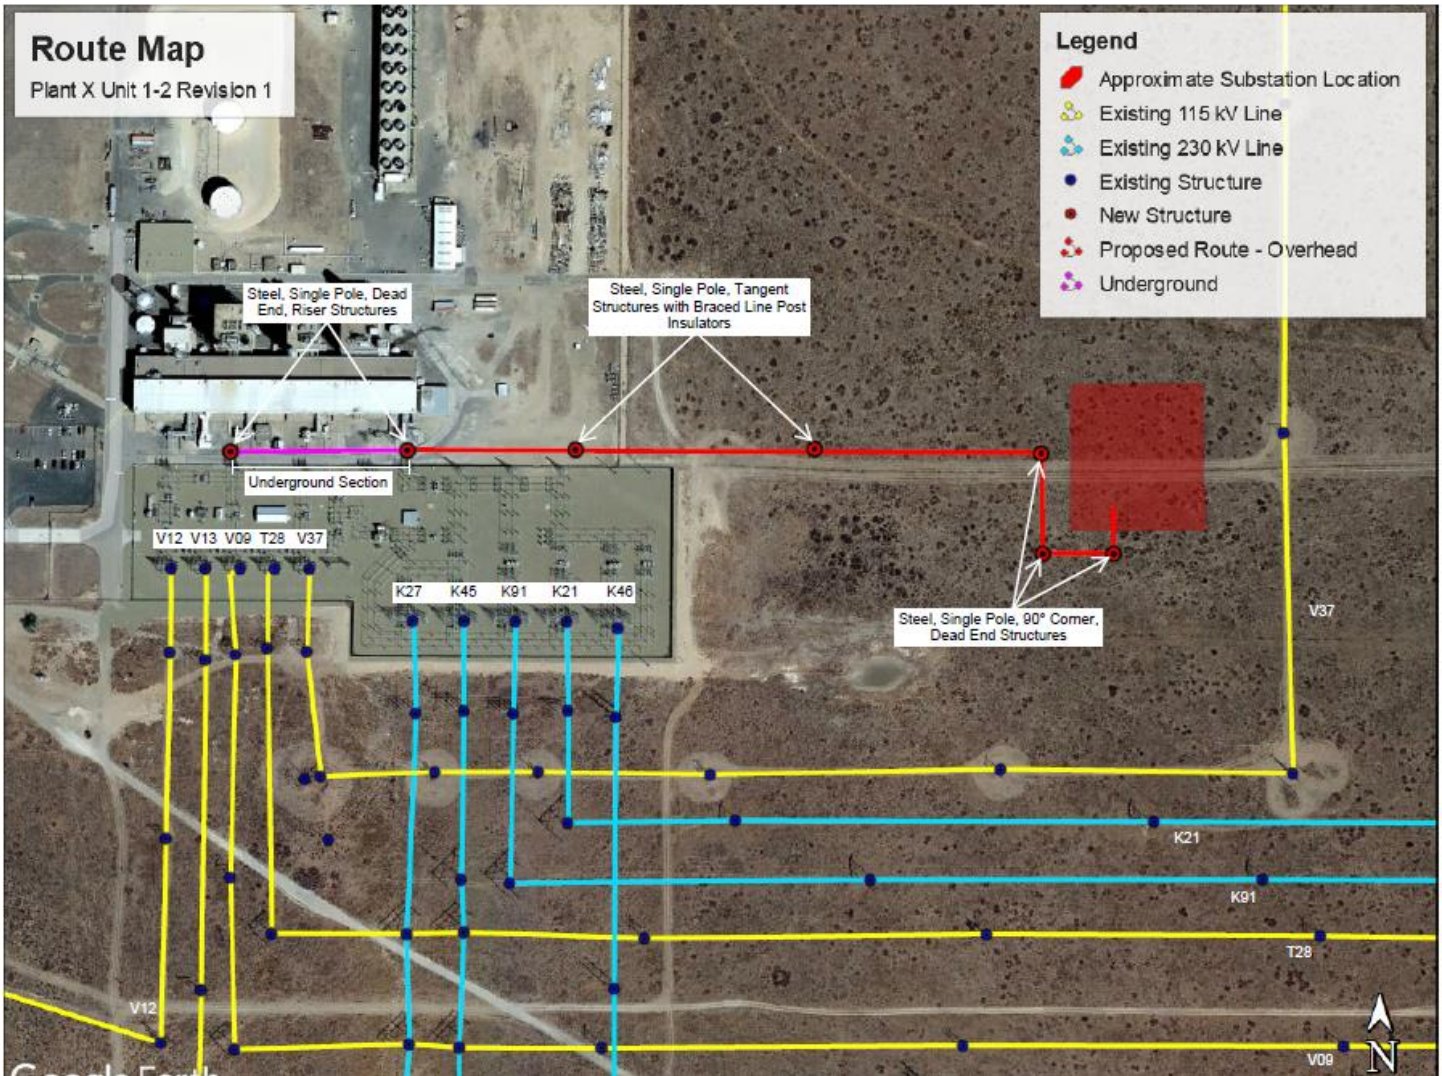 Route Map
Plant X Unit 1-2 Revision 1
Legend
Approximate Substation Location
Existing 115 kV Line
Existing 230 kV Line
Existing Structure
New Structure
Proposed Route - Overhead
Underground
Steel, Single Pole, Dead
End, Riser Structures
Steel, Single Pole, Tangent
Structures with Braced Line Post
Insulators
Underground Section
V12 V13 V09 T28 V37
K27 K45 K91 K21 K46
Steel, Single Pole, 90° Corner,
Dead End Structures
V37
K21
K91
T28
V12
V09
N
Google Earth